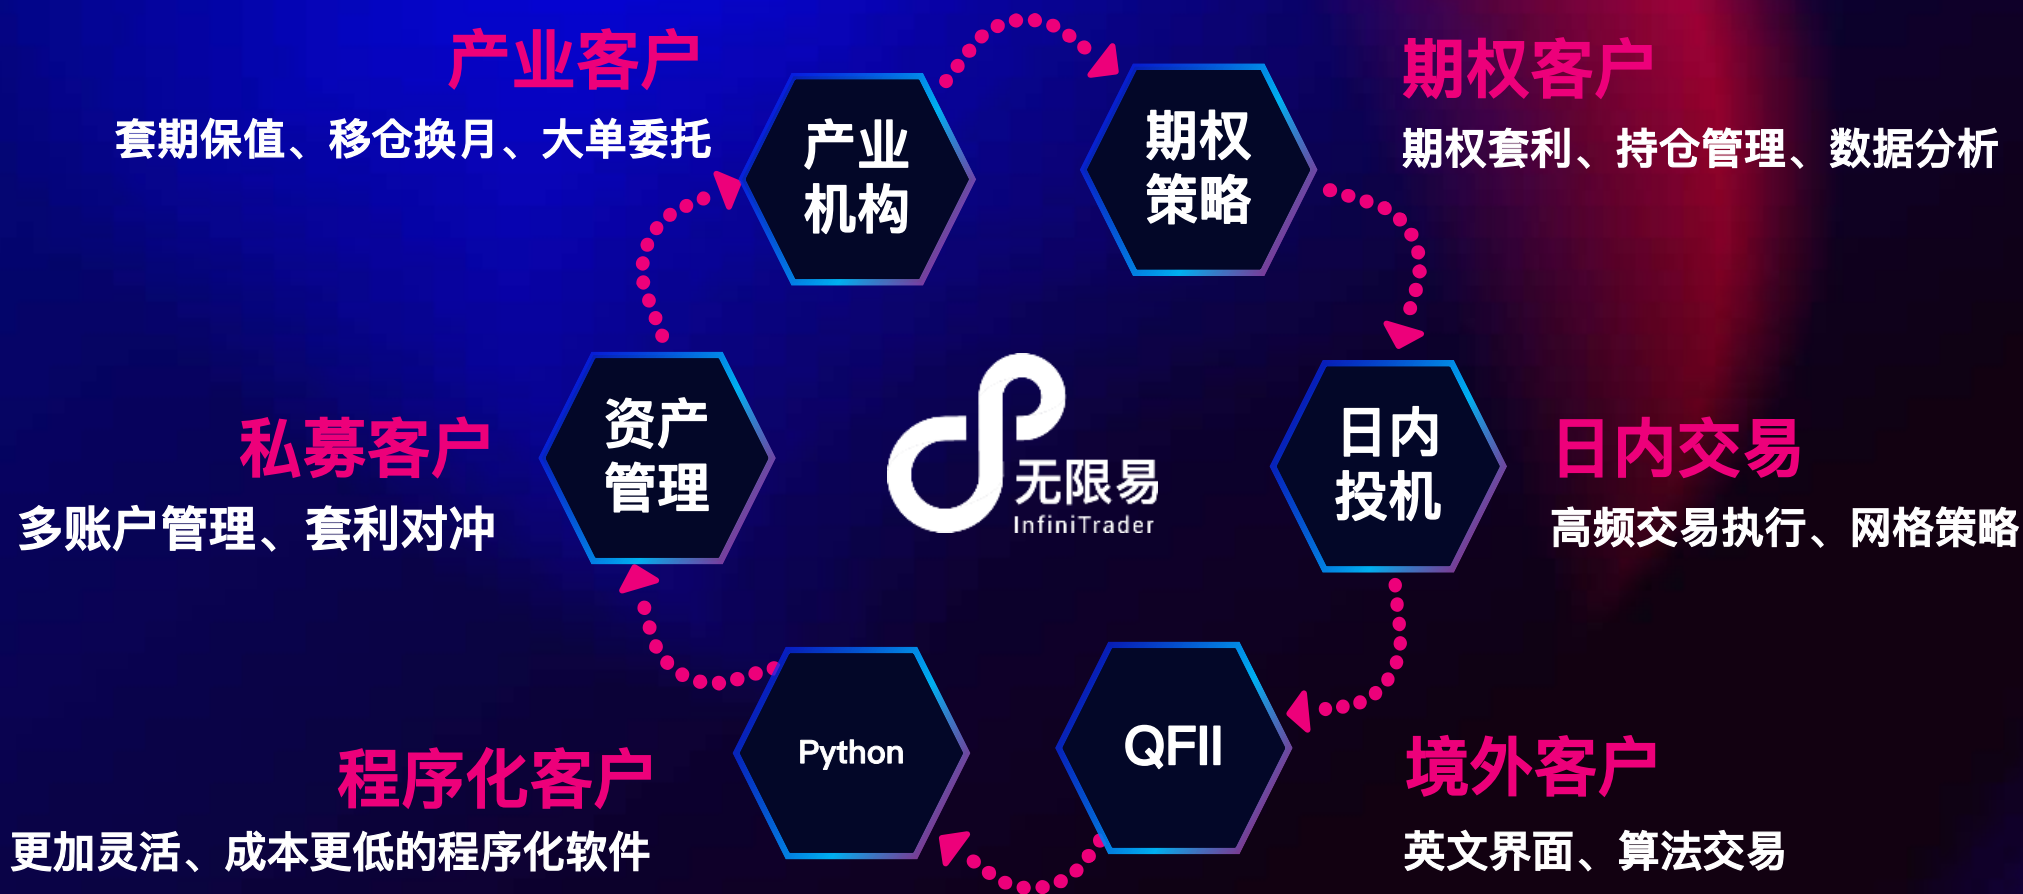 产业客户
套期保值、移仓换月、大单委托
产业
机构
期权
策略
期权客户
期权套利、持仓管理、数据分析
私募客户
多账户管理、套利对冲
资产
管理
无限易
InfiniTrader
日内
投机
日内交易
高频交易执行、网格策略
程序化客户
更加灵活、成本更低的程序化软件
Python
QFII
境外客户
英文界面、算法交易